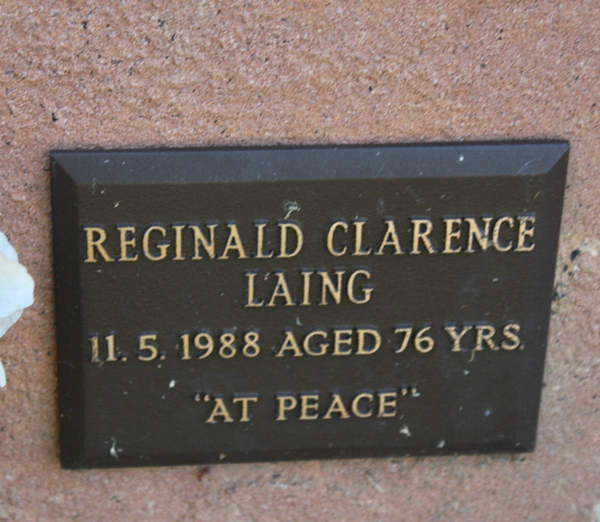 REGINALD CLARENCE
LAING
11. 5. 1988 AGED 76 YRS.
"AT PEACE"